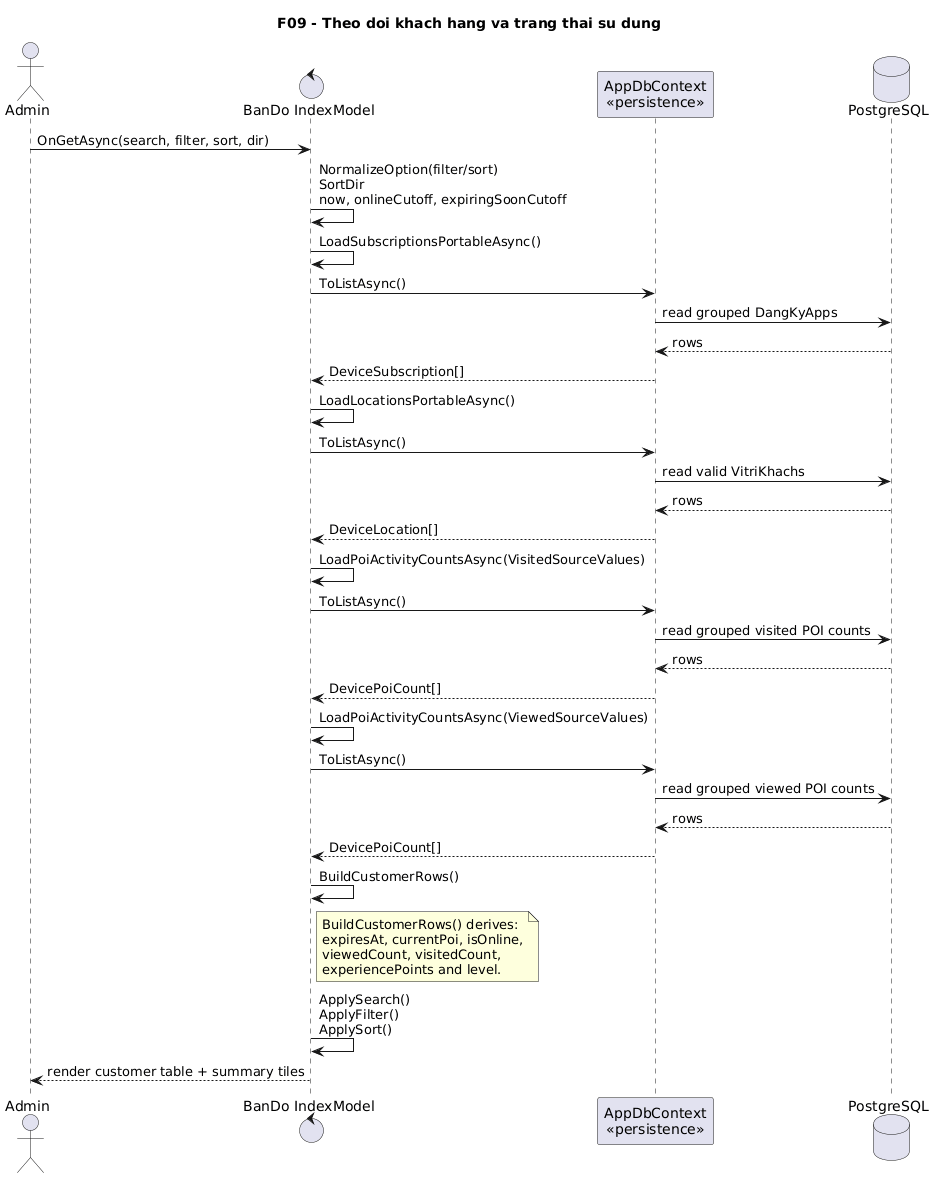 F09 - Theo doi khach hang va trang thai su dung
Admin
BanDo IndexModel
AppDbContext
«persistence»
PostgreSQL
OnGetAsync(search, filter, sort, dir)
NormalizeOption(filter/sort)
SortDir
now, onlineCutoff, expiringSoonCutoff
LoadSubscriptionsPortableAsync()
ToListAsync()
read grouped DangKyApps
rows
DeviceSubscription[]
LoadLocationsPortableAsync()
ToListAsync()
read valid VitriKhachs
rows
DeviceLocation[]
LoadPoiActivityCountsAsync(VisitedSourceValues)
ToListAsync()
read grouped visited POI counts
rows
DevicePoiCount[]
LoadPoiActivityCountsAsync(ViewedSourceValues)
ToListAsync()
read grouped viewed POI counts
rows
DevicePoiCount[]
BuildCustomerRows()
BuildCustomerRows() derives:
expiresAt, currentPoi, isOnline,
viewedCount, visitedCount,
experiencePoints and level.
ApplySearch()
ApplyFilter()
ApplySort()
render customer table + summary tiles
Admin
BanDo IndexModel
AppDbContext
«persistence»
PostgreSQL